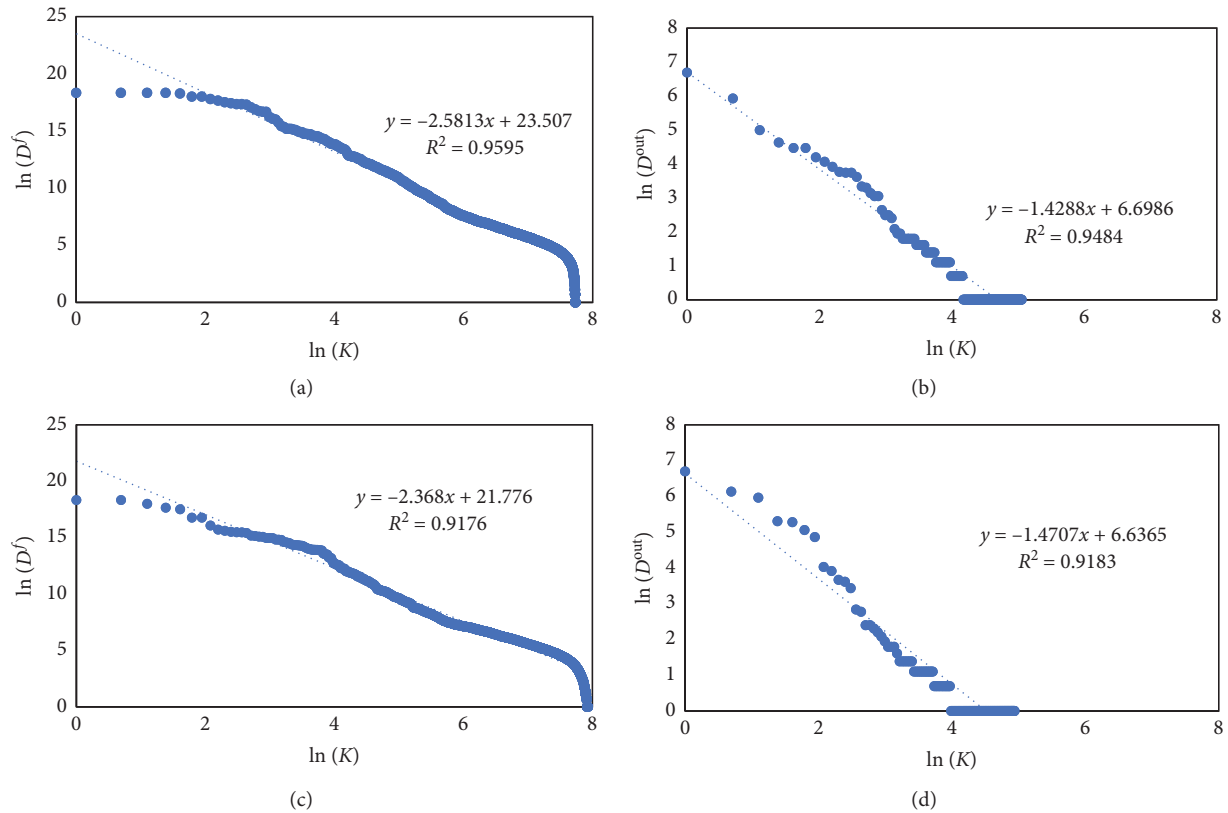 25
20
15
10
5
0
ln (D^f)
y = –2.5813x + 23.507
R² = 0.9595
0 2 4 6 8
ln (K)
(a)
8
7
6
5
4
3
2
1
0
ln (D^out)
y = –1.4288x + 6.6986
R² = 0.9484
0 2 4 6 8
ln (K)
(b)
25
20
15
10
5
0
ln (D^f)
y = –2.368x + 21.776
R² = 0.9176
0 2 4 6 8
ln (K)
(c)
8
7
6
5
4
3
2
1
0
ln (D^out)
y = –1.4707x + 6.6365
R² = 0.9183
0 2 4 6 8
ln (K)
(d)